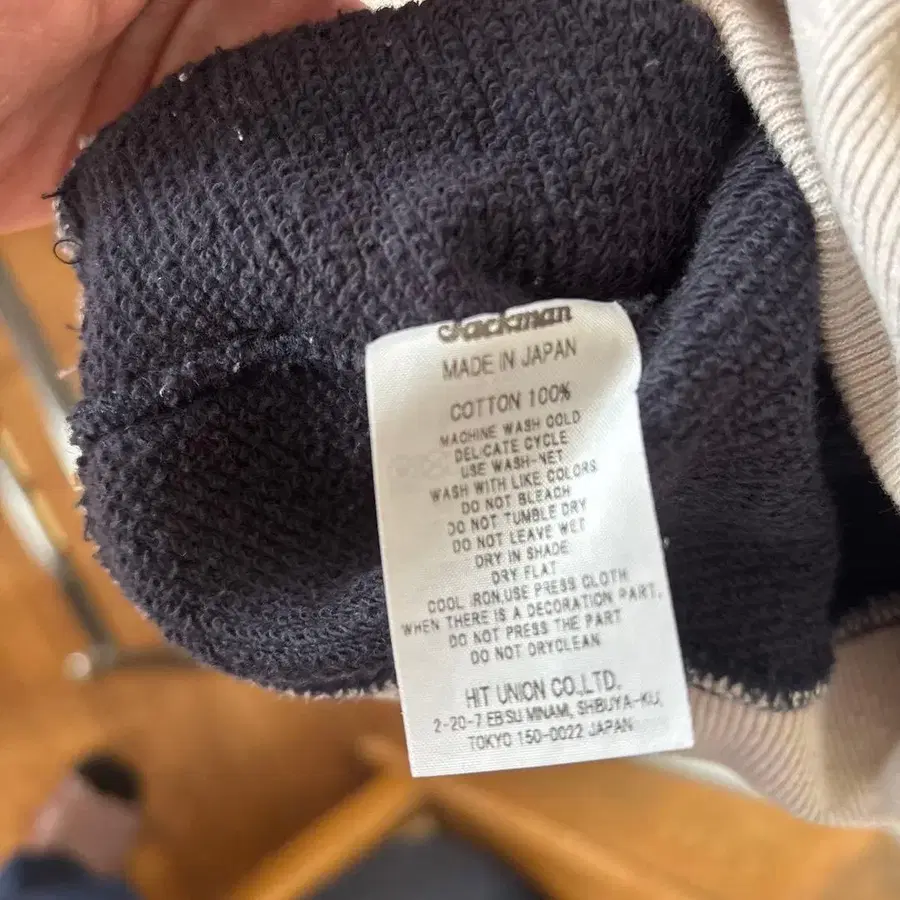 Jackman
MADE IN JAPAN
COTTON 100%
MACHINE WASH COLD
DELICATE CYCLE
USE WASH-NET
WASH WITH LIKE COLORS
DO NOT BLEACH
DO NOT TUMBLE DRY
DO NOT LEAVE WET
DRY IN SHADE
DRY FLAT
COOL IRON,USE PRESS CLOTH
WHEN THERE IS A DECORATION PART,
DO NOT PRESS THE PART
DO NOT DRYCLEAN
HIT UNION CO.,LTD.
2-20-7 EBISU MINAMI, SHIBUYA-KU,
TOKYO 150-0022 JAPAN